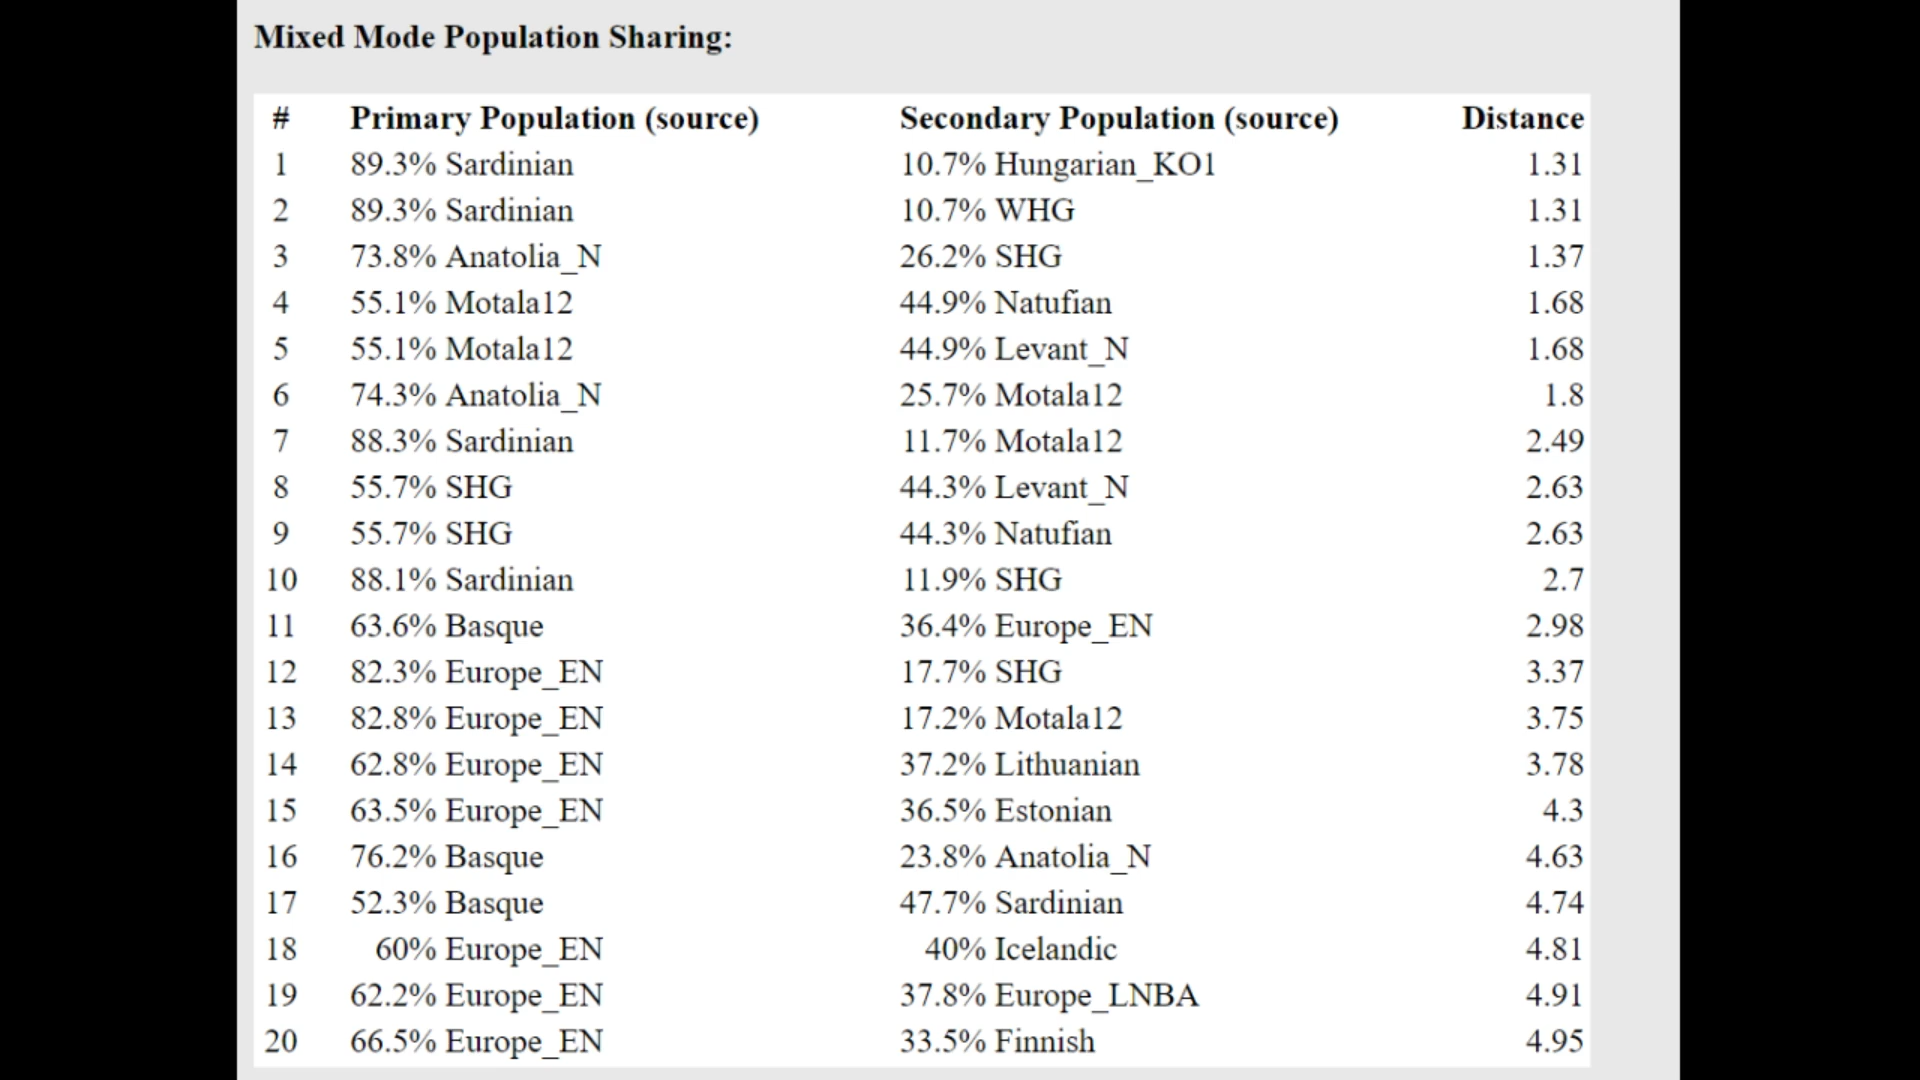 Mixed Mode Population Sharing:
# Primary Population (source) Secondary Population (source) Distance
1 89.3% Sardinian 10.7% Hungarian_KO1 1.31
2 89.3% Sardinian 10.7% WHG 1.31
3 73.8% Anatolia_N 26.2% SHG 1.37
4 55.1% Motala12 44.9% Natufian 1.68
5 55.1% Motala12 44.9% Levant_N 1.68
6 74.3% Anatolia_N 25.7% Motala12 1.8
7 88.3% Sardinian 11.7% Motala12 2.49
8 55.7% SHG 44.3% Levant_N 2.63
9 55.7% SHG 44.3% Natufian 2.63
10 88.1% Sardinian 11.9% SHG 2.7
11 63.6% Basque 36.4% Europe_EN 2.98
12 82.3% Europe_EN 17.7% SHG 3.37
13 82.8% Europe_EN 17.2% Motala12 3.75
14 62.8% Europe_EN 37.2% Lithuanian 3.78
15 63.5% Europe_EN 36.5% Estonian 4.3
16 76.2% Basque 23.8% Anatolia_N 4.63
17 52.3% Basque 47.7% Sardinian 4.74
18 60% Europe_EN 40% Icelandic 4.81
19 62.2% Europe_EN 37.8% Europe_LNBA 4.91
20 66.5% Europe_EN 33.5% Finnish 4.95